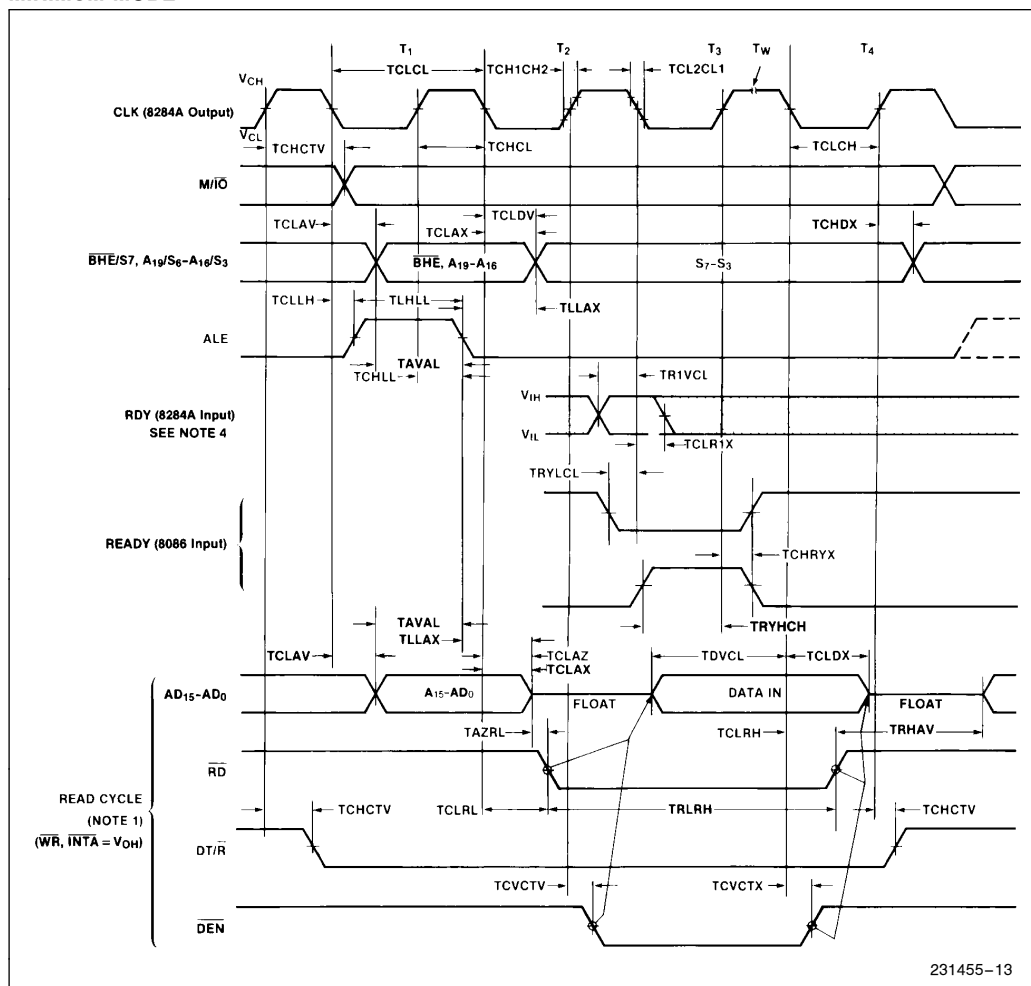 T1 T2 T3 TW T4
TCLCL TCH1CH2 TCL2CL1
VCH
CLK (8284A Output)
VCL
TCHCTV TCHCL TCLCH
M/IO
TCLAV TCLDV TCHDX
TCLAX
BHE/S7, A19/S6–A16/S3 BHE, A19–A16 S7–S3
TCLLH TLHLL TLLAX
ALE
TAVAL
TCHLL TR1VCL
VIH
RDY (8284A Input)
SEE NOTE 4
VIL
TCLR1X
TRYLCL
READY (8086 Input)
TCHRYX
TAVAL TRYHCH
TLLAX
TCLAV TCLAZ TDVCL TCLDX
TCLAX
AD15–AD0 A15–AD0 FLOAT DATA IN FLOAT
TAZRL TCLRH TRHAV
RD
READ CYCLE
(NOTE 1)
(WR, INTA = VOH)
TCHCTV TCLRL TRLRH TCHCTV
DT/R
TCVCTV TCVCTX
DEN
231455–13